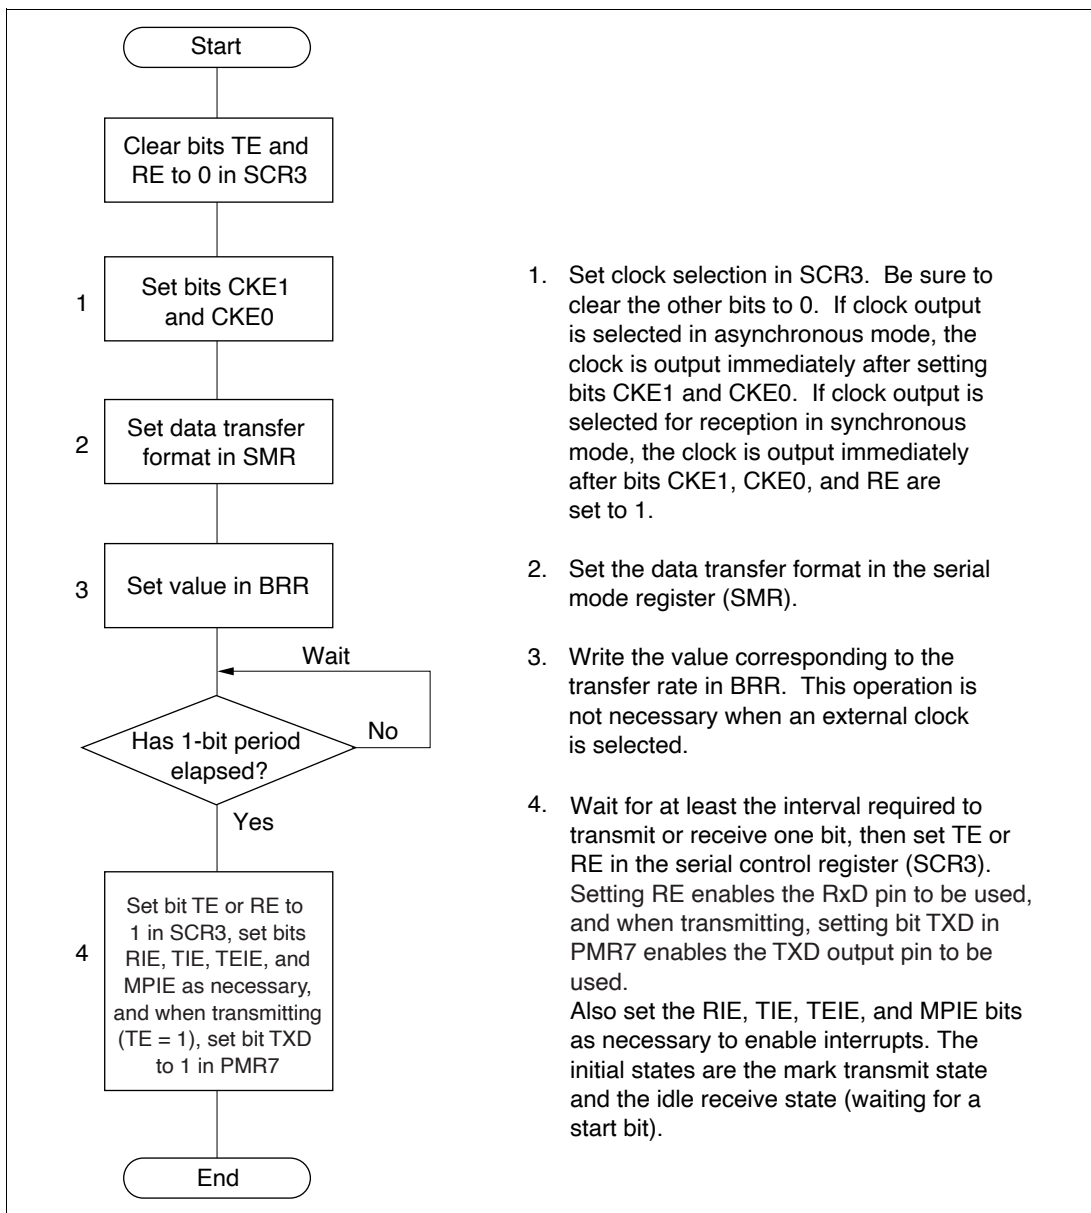 Start
Clear bits TE and
RE to 0 in SCR3
1
Set bits CKE1
and CKE0
2
Set data transfer
format in SMR
3
Set value in BRR
Wait
Has 1-bit period
elapsed?
No
Yes
4
Set bit TE or RE to
1 in SCR3, set bits
RIE, TIE, TEIE, and
MPIE as necessary,
and when transmitting
(TE = 1), set bit TXD
to 1 in PMR7
End
1. Set clock selection in SCR3. Be sure to
clear the other bits to 0. If clock output
is selected in asynchronous mode, the
clock is output immediately after setting
bits CKE1 and CKE0. If clock output is
selected for reception in synchronous
mode, the clock is output immediately
after bits CKE1, CKE0, and RE are
set to 1.
2. Set the data transfer format in the serial
mode register (SMR).
3. Write the value corresponding to the
transfer rate in BRR. This operation is
not necessary when an external clock
is selected.
4. Wait for at least the interval required to
transmit or receive one bit, then set TE or
RE in the serial control register (SCR3).
Setting RE enables the RxD pin to be used,
and when transmitting, setting bit TXD in
PMR7 enables the TXD output pin to be
used.
Also set the RIE, TIE, TEIE, and MPIE bits
as necessary to enable interrupts. The
initial states are the mark transmit state
and the idle receive state (waiting for a
start bit).